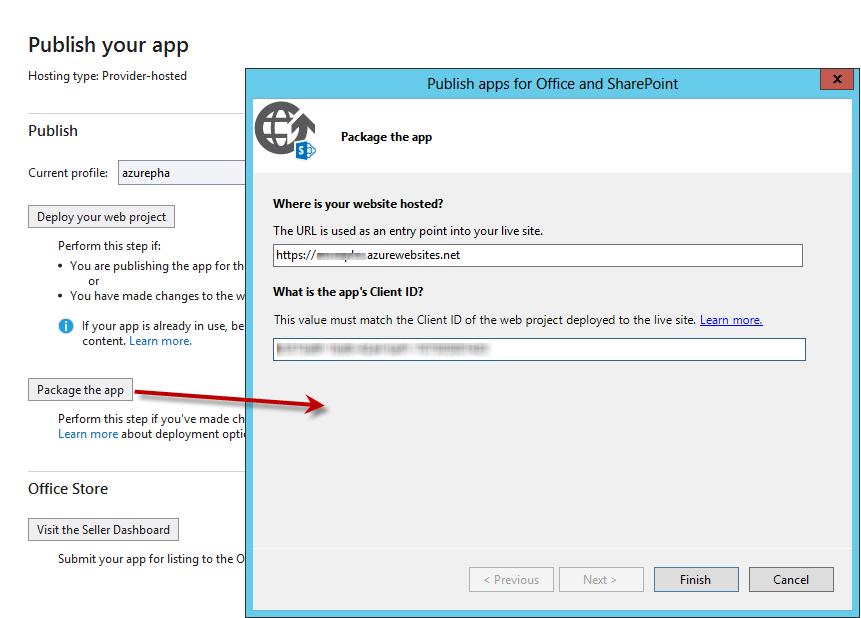 Publish your app
Hosting type: Provider-hosted
Publish
Current profile:
azurepha
Deploy your web project
Perform this step if:
• You are publishing the app for th
or
• You have made changes to the w
If your app is already in use, be
content. Learn more.
Package the app
Perform this step if you've made ch
Learn more about deployment opti
Office Store
Visit the Seller Dashboard
Submit your app for listing to the O
Publish apps for Office and SharePoint
x
Package the app
Where is your website hosted?
The URL is used as an entry point into your live site.
https:// .azurewebsites.net
What is the app's Client ID?
This value must match the Client ID of the web project deployed to the live site. Learn more.
< Previous
Next >
Finish
Cancel